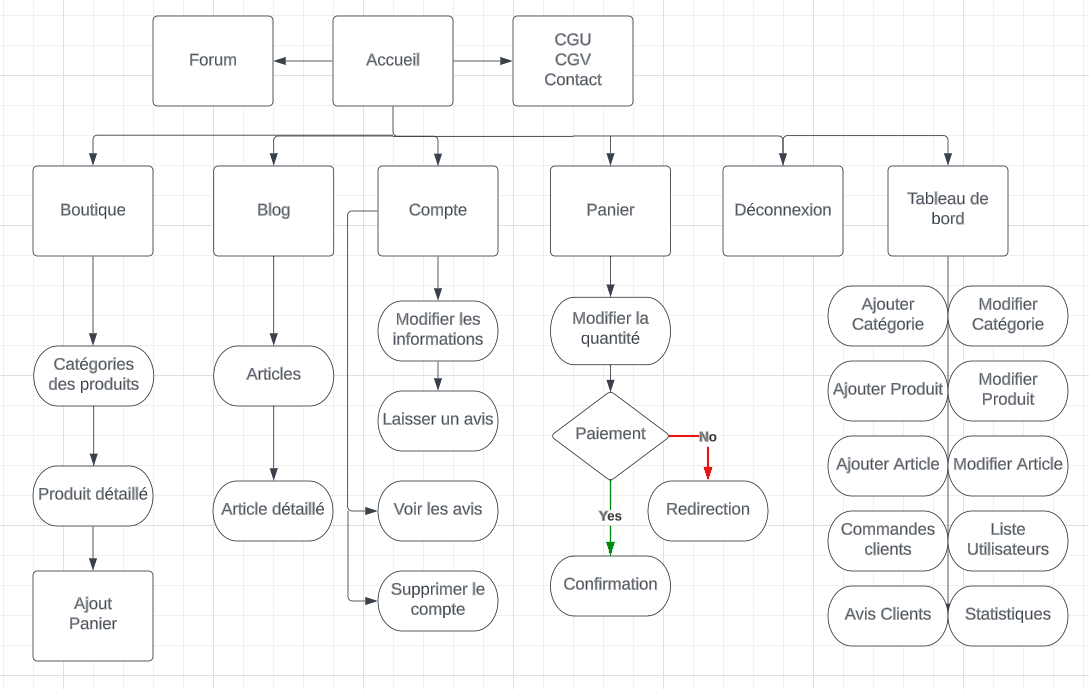 Forum
Accueil
CGU
CGV
Contact
Boutique
Blog
Compte
Panier
Déconnexion
Tableau de
bord
Catégories
des produits
Produit détaillé
Ajout
Panier
Articles
Article détaillé
Modifier les
informations
Laisser un avis
Voir les avis
Supprimer le
compte
Modifier la
quantité
Paiement
No
Redirection
Yes
Confirmation
Ajouter
Catégorie
Modifier
Catégorie
Ajouter Produit
Modifier
Produit
Ajouter Article
Modifier Article
Commandes
clients
Liste
Utilisateurs
Avis Clients
Statistiques